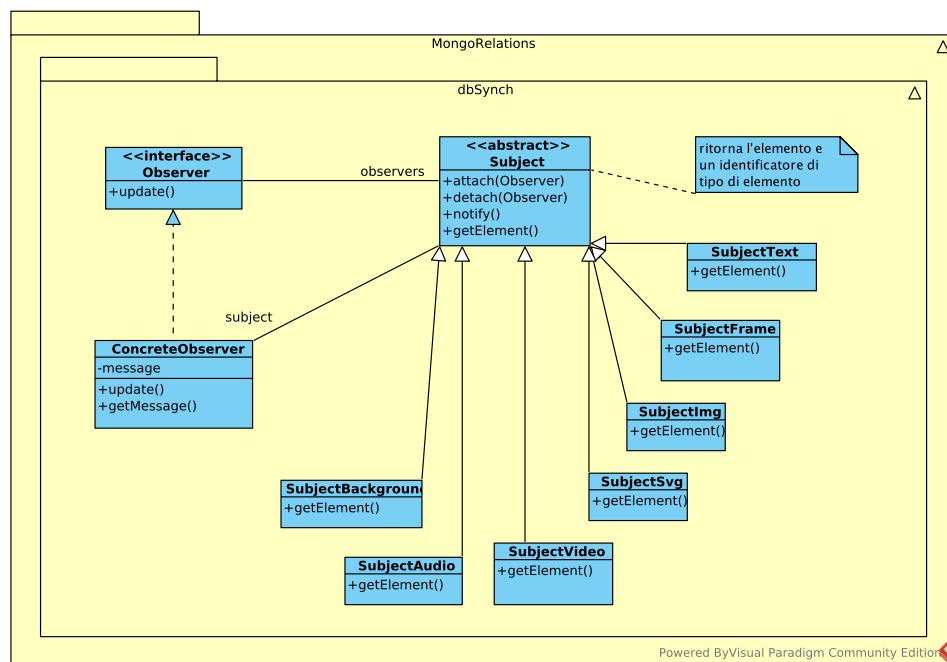 MongoRelations
dbSynch
<<interface>>
Observer
+update()
observers
<<abstract>>
Subject
+attach(Observer)
+detach(Observer)
+notify()
+getElement()
ritorna l'elemento e
un identificatore di
tipo di elemento
SubjectText
+getElement()
SubjectFrame
+getElement()
subject
ConcreteObserver
-message
+update()
+getMessage()
SubjectImg
+getElement()
SubjectBackground
+getElement()
SubjectSvg
+getElement()
SubjectAudio
+getElement()
SubjectVideo
+getElement()
Powered ByVisual Paradigm Community Edition